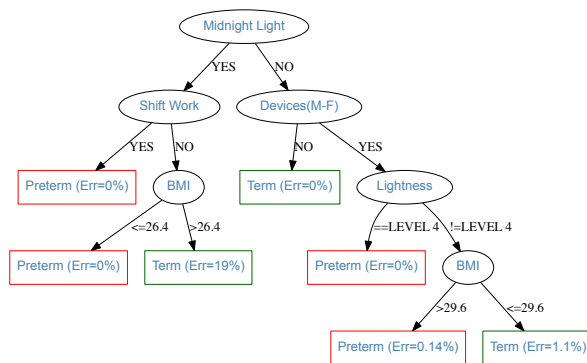 Midnight Light
YES NO
Shift Work Devices(M-F)
YES NO NO YES
Preterm (Err=0%) BMI Term (Err=0%) Lightness
<=26.4 >26.4 ==LEVEL 4 !=LEVEL 4
Preterm (Err=0%) Term (Err=19%) Preterm (Err=0%) BMI
>29.6 <=29.6
Preterm (Err=0.14%) Term (Err=1.1%)